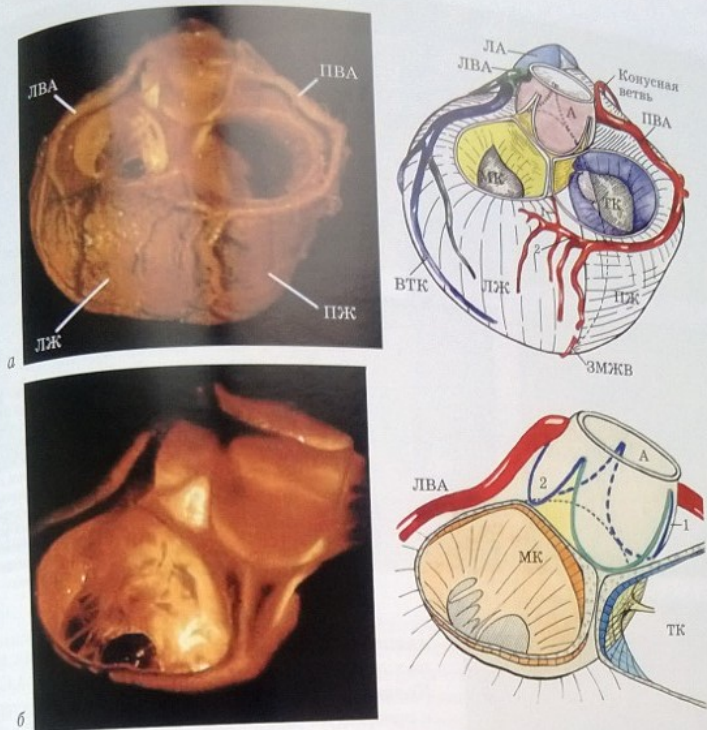 ЛВА
ПВА
ЛЖ
ПЖ
а
ЛА
ЛВА
А
Конусная
ветвь
ПВА
МК
ТК
2
ВТК
ЛЖ
ПЖ
ЗМЖВ
б
ЛВА
2
А
1
МК
ТК